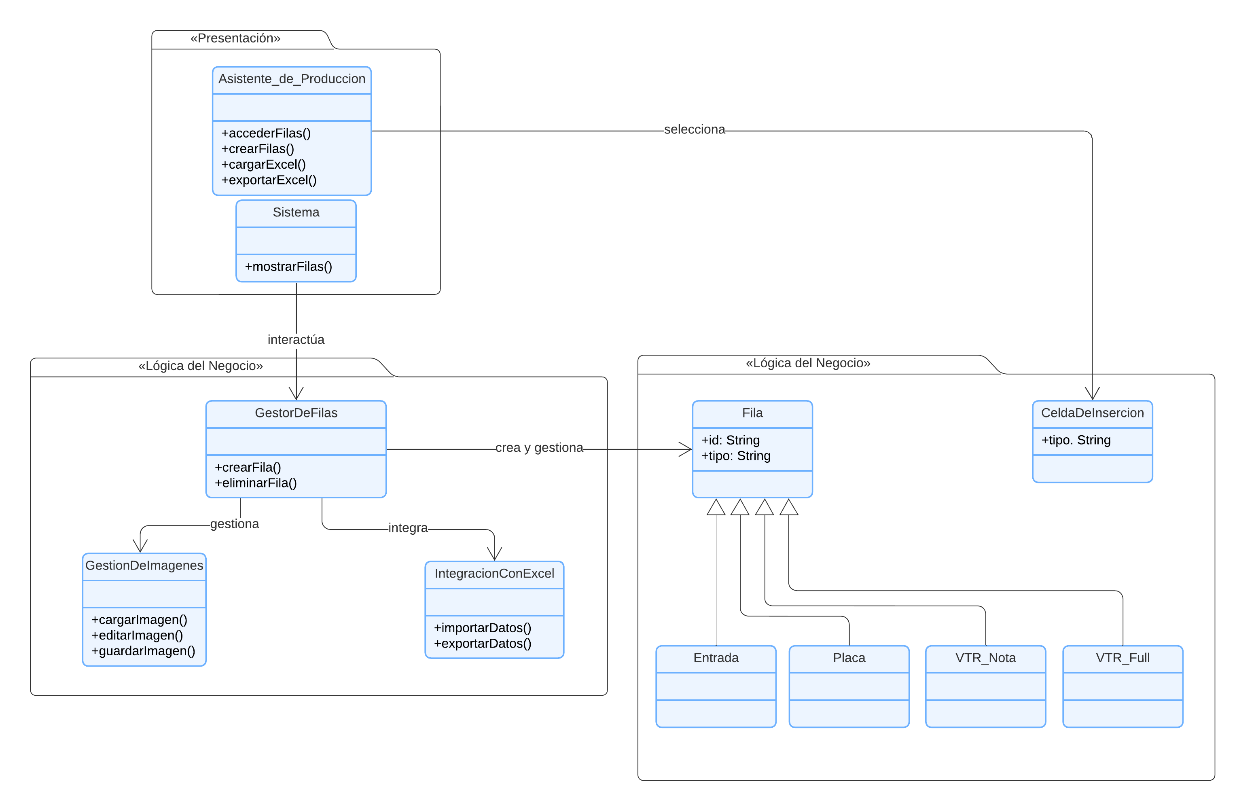 «Presentación»
Asistente_de_Produccion
+accederFilas()
+crearFilas()
+cargarExcel()
+exportarExcel()
selecciona
Sistema
+mostrarFilas()
interactúa
«Lógica del Negocio»
GestorDeFilas
+crearFila()
+eliminarFila()
crea y gestiona
gestiona
integra
GestionDeImagenes
+cargarImagen()
+editarImagen()
+guardarImagen()
IntegracionConExcel
+importarDatos()
+exportarDatos()
«Lógica del Negocio»
Fila
+id: String
+tipo: String
CeldaDeInsercion
+tipo. String
Entrada
Placa
VTR_Nota
VTR_Full